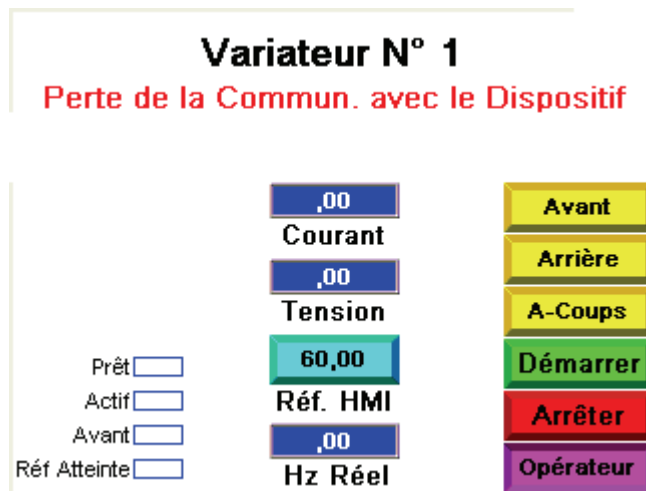 Variateur N° 1
Perte de la Commun. avec le Dispositif
,00
Courant
,00
Tension
60,00
Réf. HMI
,00
Hz Réel
Prêt
Actif
Avant
Réf Atteinte
Avant
Arrière
A-Coups
Démarrer
Arrêter
Opérateur